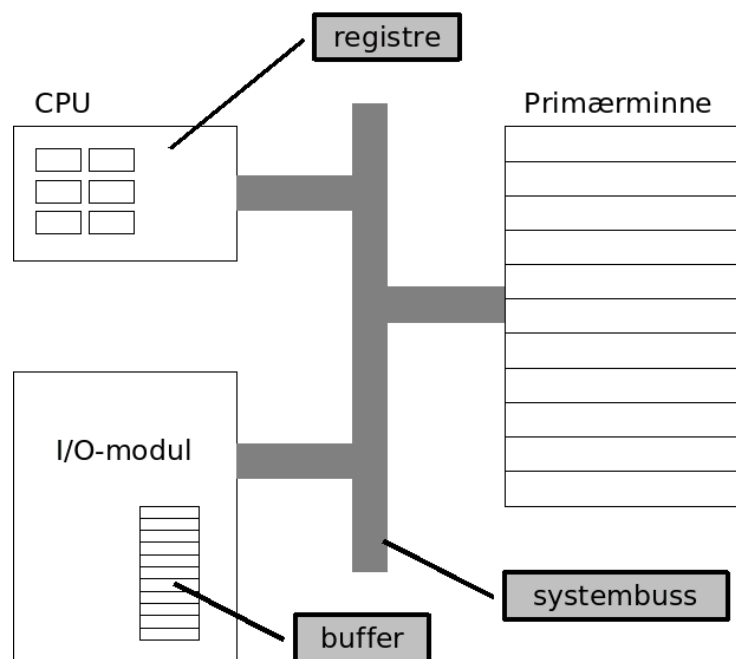 registre
CPU
Primærminne
I/O-modul
systembuss
buffer